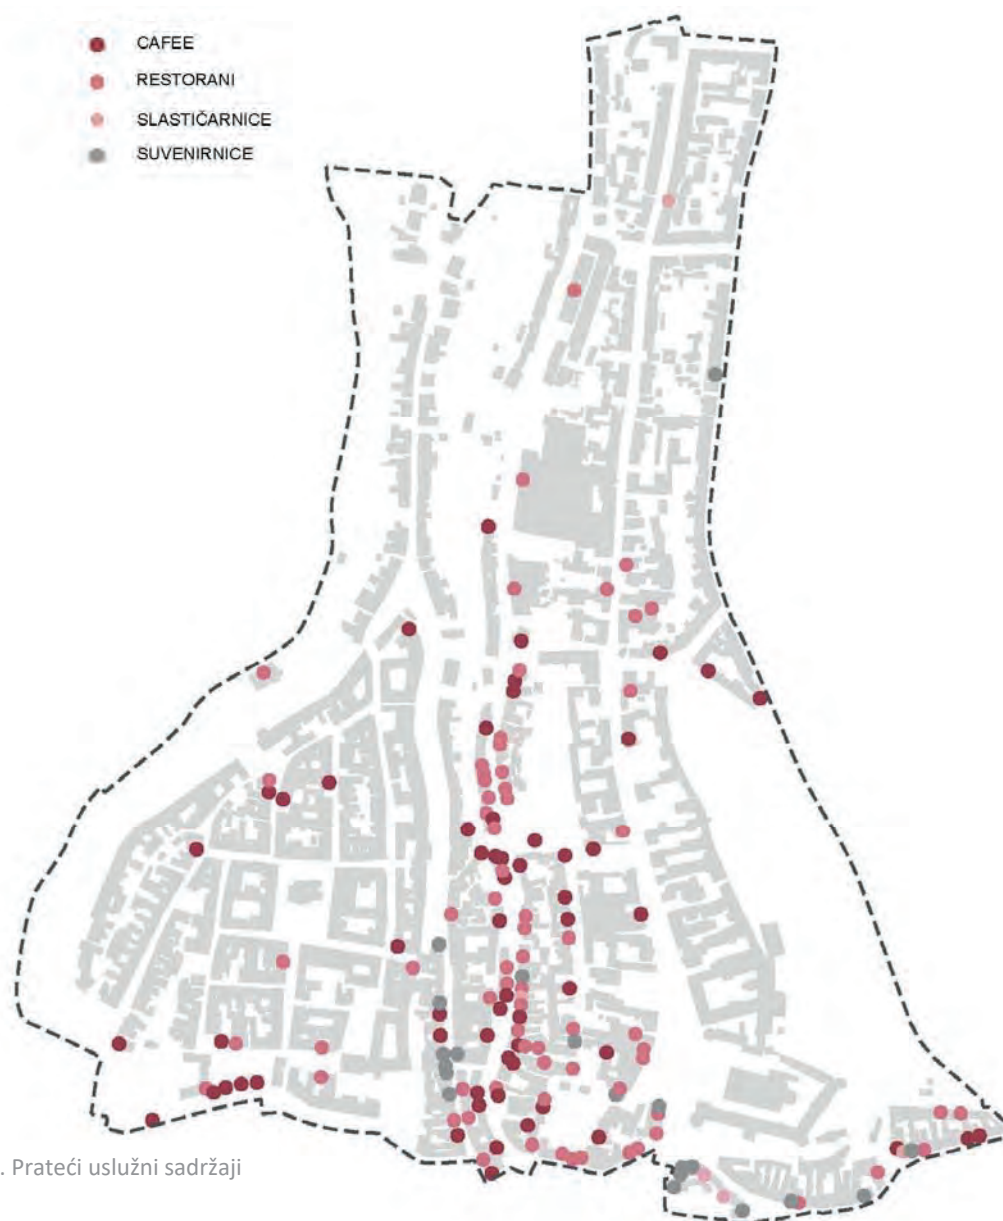 CAFEE
RESTORANI
SLASTIČARNICE
SUVENIRNICE
. Prateći uslužni sadržaji